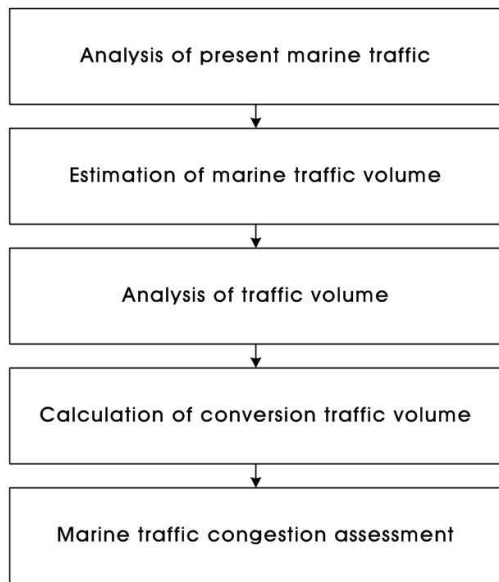 Analysis of present marine traffic
Estimation of marine traffic volume
Analysis of traffic volume
Calculation of conversion traffic volume
Marine traffic congestion assessment